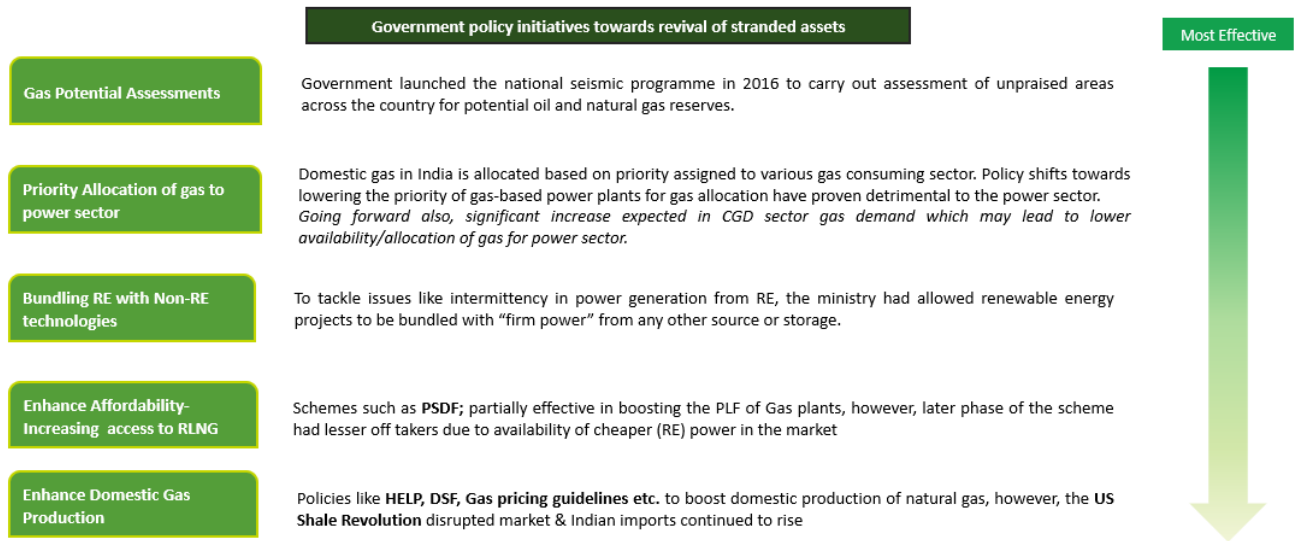 Government policy initiatives towards revival of stranded assets
Most Effective
Gas Potential Assessments
Government launched the national seismic programme in 2016 to carry out assessment of unpraised areas
across the country for potential oil and natural gas reserves.
Priority Allocation of gas to
power sector
Domestic gas in India is allocated based on priority assigned to various gas consuming sector. Policy shifts towards
lowering the priority of gas-based power plants for gas allocation have proven detrimental to the power sector.
Going forward also, significant increase expected in CGD sector gas demand which may lead to lower
availability/allocation of gas for power sector.
Bundling RE with Non-RE
technologies
To tackle issues like intermittency in power generation from RE, the ministry had allowed renewable energy
projects to be bundled with “firm power” from any other source or storage.
Enhance Affordability-
Increasing access to RLNG
Schemes such as PSDF; partially effective in boosting the PLF of Gas plants, however, later phase of the scheme
had lesser off takers due to availability of cheaper (RE) power in the market
Enhance Domestic Gas
Production
Policies like HELP, DSF, Gas pricing guidelines etc. to boost domestic production of natural gas, however, the US
Shale Revolution disrupted market & Indian imports continued to rise